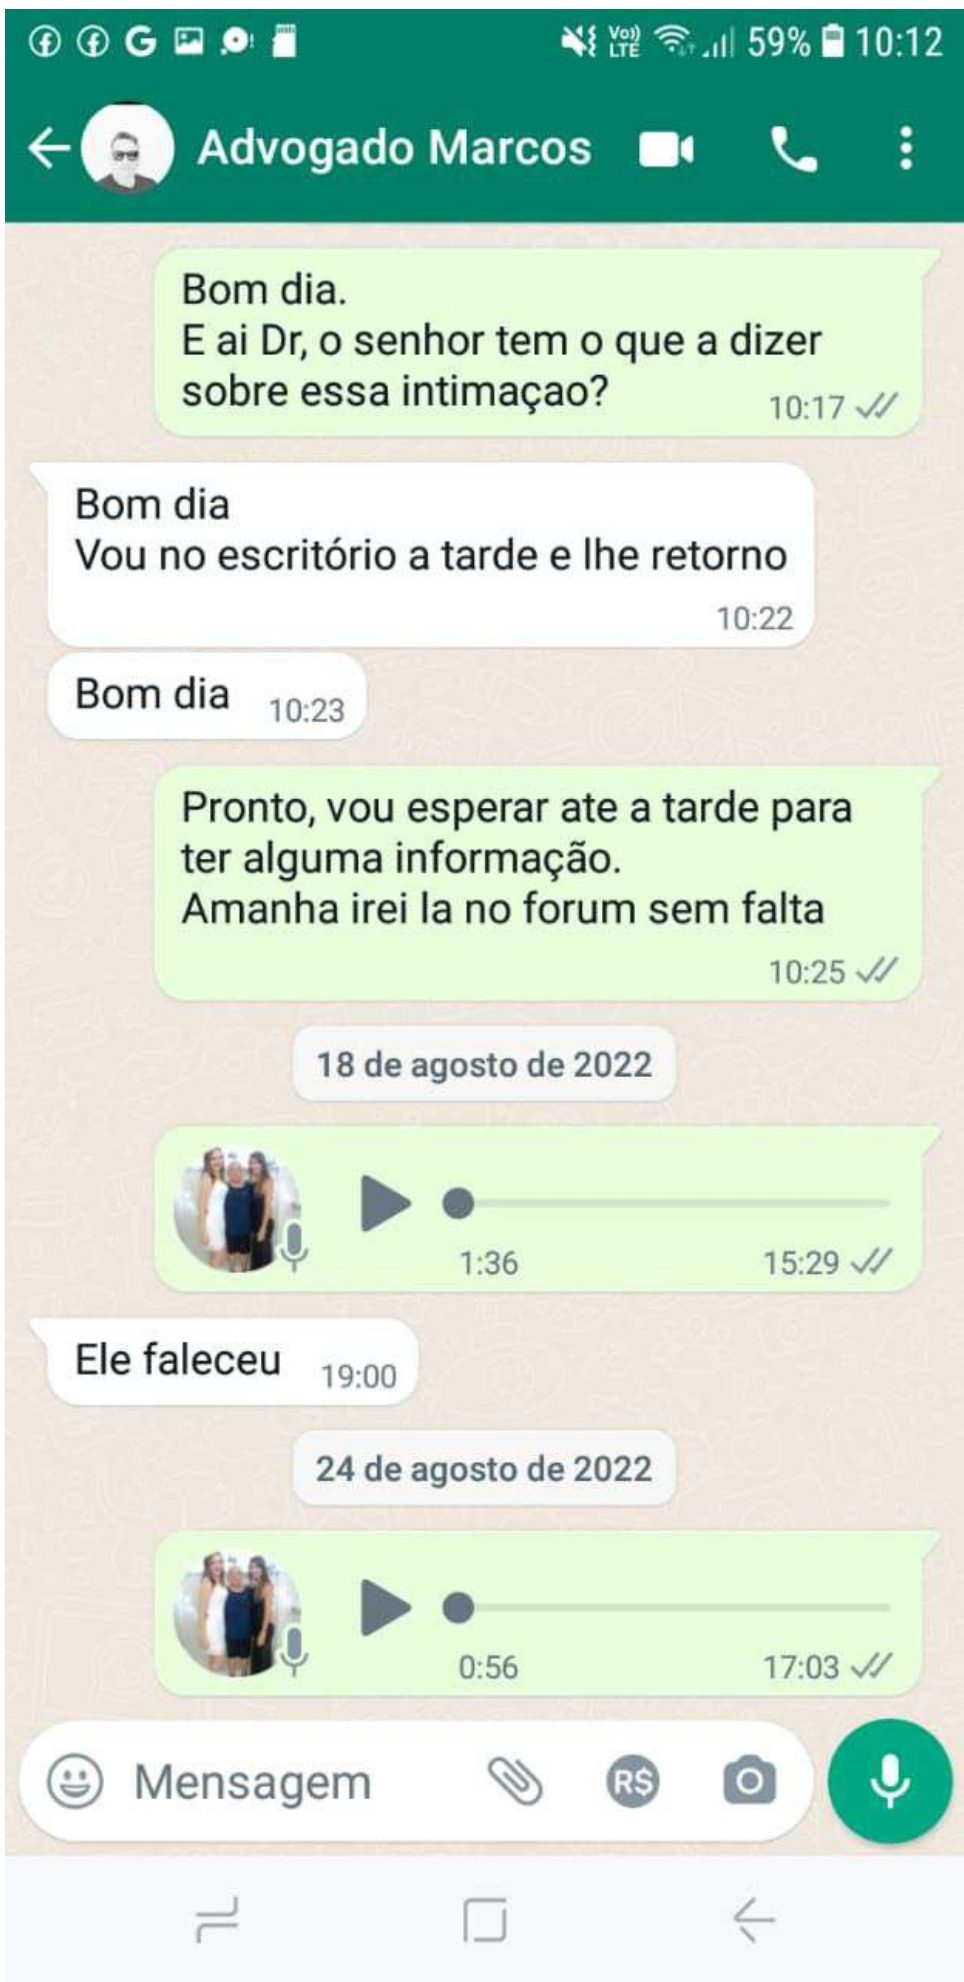 Vo)) LTE 59% 10:12
Advogado Marcos
Bom dia.
E ai Dr, o senhor tem o que a dizer
sobre essa intimaçao?
10:17
Bom dia
Vou no escritório a tarde e lhe retorno
10:22
Bom dia 10:23
Pronto, vou esperar ate a tarde para
ter alguma informação.
Amanha irei la no forum sem falta
10:25
18 de agosto de 2022
1:36 15:29
Ele faleceu 19:00
24 de agosto de 2022
0:56 17:03
Mensagem R$